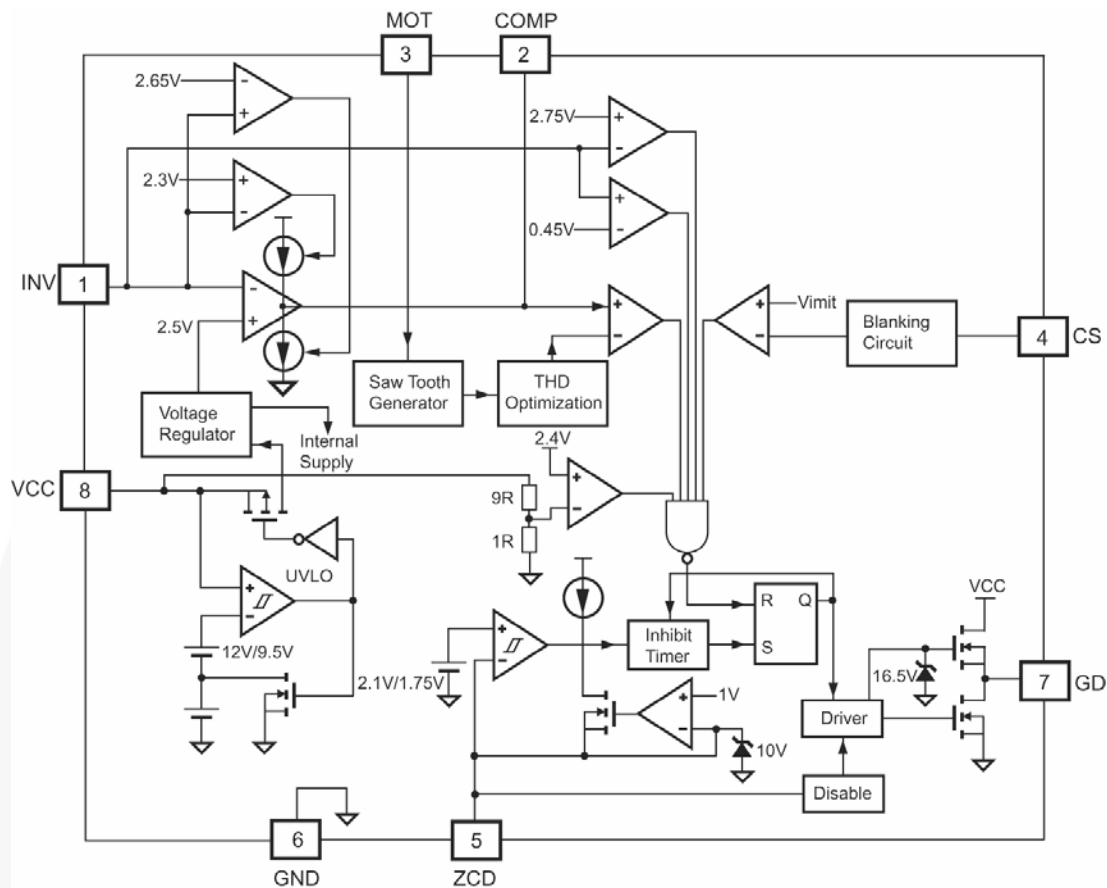 MOT
COMP
3
2
2.65V
-
+
2.75V
+
-
2.3V
+
-
+
0.45V
-
INV
1
-
2.5V
+
+
-
+
Vimit
-
Blanking
Circuit
4
CS
Saw Tooth
Generator
THD
Optimization
Voltage
Regulator
Internal
Supply
2.4V
VCC
8
9R
+
-
1R
UVLO
+
-
12V/9.5V
R
Q
S
VCC
+
-
Inhibit
Timer
2.1V/1.75V
16.5V
7
GD
1V
+
-
Driver
10V
Disable
6
5
GND
ZCD